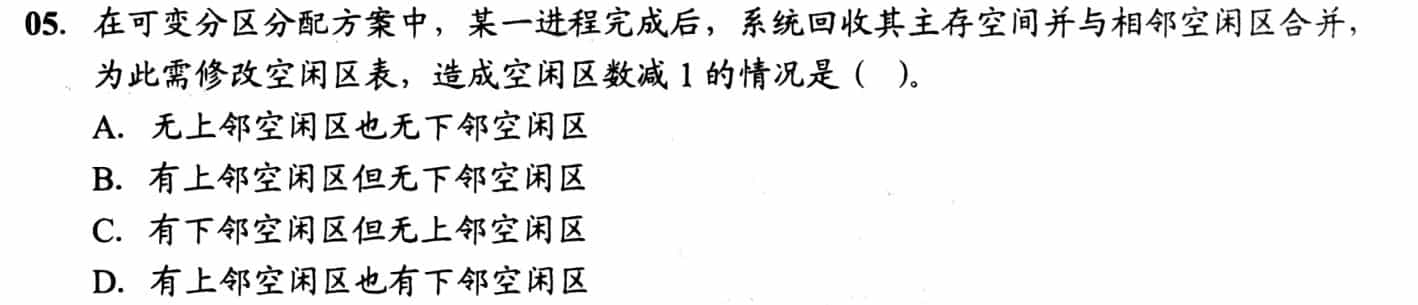 05. 在可变分区分配方案中，某一进程完成后，系统回收其主存空间并与相邻空闲区合并，
为此需修改空闲区表，造成空闲区数减 1 的情况是（　）。
A. 无上邻空闲区也无下邻空闲区
B. 有上邻空闲区但无下邻空闲区
C. 有下邻空闲区但无上邻空闲区
D. 有上邻空闲区也有下邻空闲区